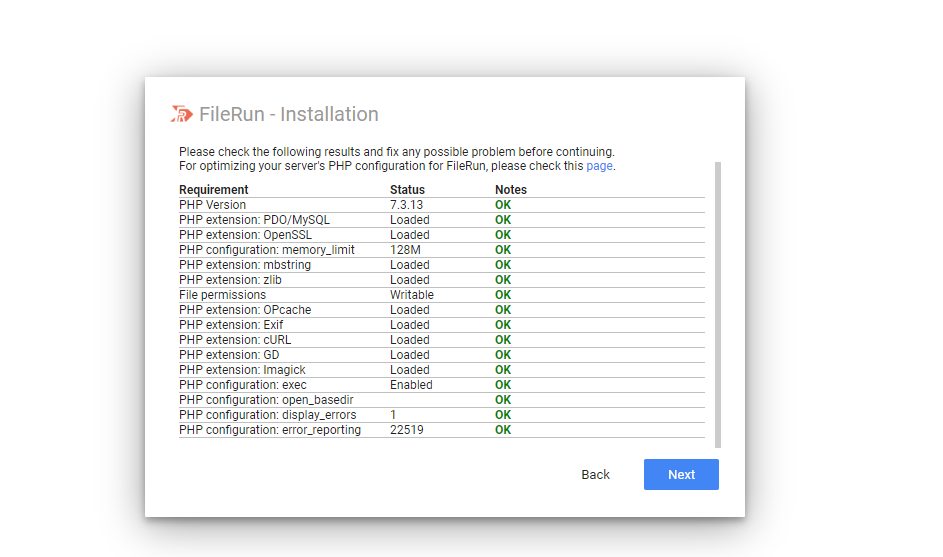 FileRun - Installation
Please check the following results and fix any possible problem before continuing.
For optimizing your server's PHP configuration for FileRun, please check this page.
Requirement Status Notes
PHP Version 7.3.13 OK
PHP extension: PDO/MySQL Loaded OK
PHP extension: OpenSSL Loaded OK
PHP configuration: memory_limit 128M OK
PHP extension: mbstring Loaded OK
PHP extension: zlib Loaded OK
File permissions Writable OK
PHP extension: OPcache Loaded OK
PHP extension: Exif Loaded OK
PHP extension: cURL Loaded OK
PHP extension: GD Loaded OK
PHP extension: Imagick Loaded OK
PHP configuration: exec Enabled OK
PHP configuration: open_basedir OK
PHP configuration: display_errors 1 OK
PHP configuration: error_reporting 22519 OK
Back Next